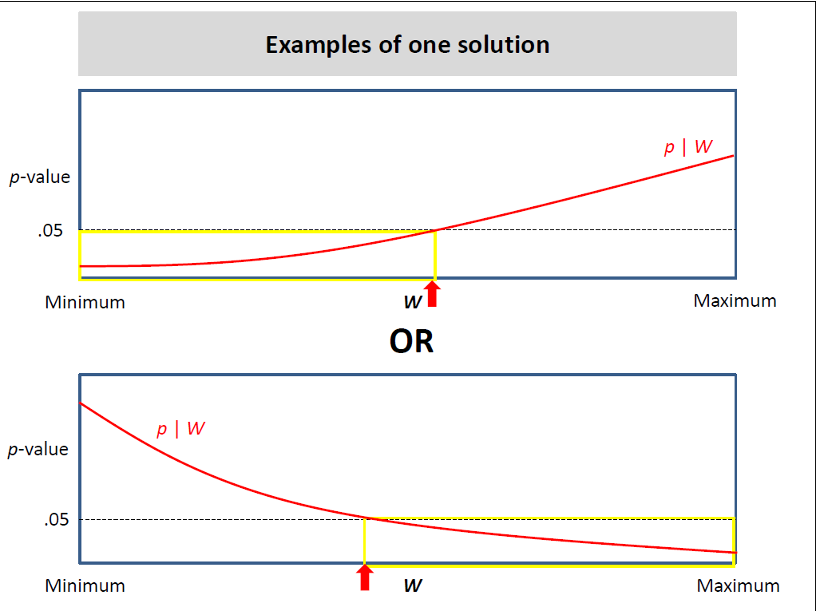 Examples of one solution
p | W
p-value
.05
Minimum W Maximum
OR
p | W
p-value
.05
Minimum W Maximum